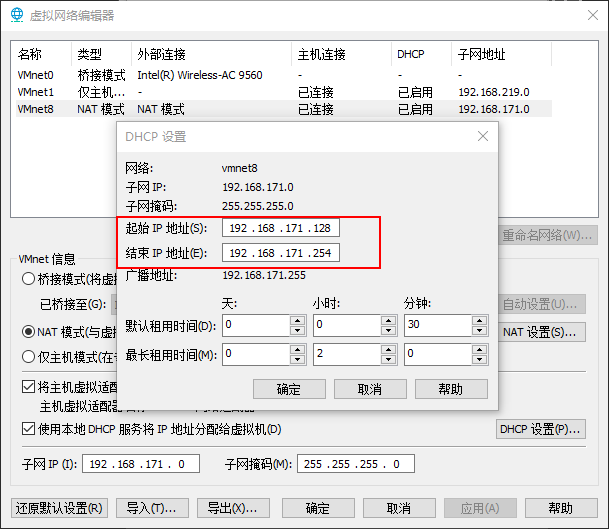 虚拟网络编辑器
名称 类型 外部连接 主机连接 DHCP 子网地址
VMnet0 桥接模式 Intel(R) Wireless-AC 9560 - - -
VMnet1 仅主机... - 已连接 已启用 192.168.219.0
VMnet8 NAT 模式 NAT 模式 已连接 已启用 192.168.171.0
DHCP 设置
网络: vmnet8
子网 IP: 192.168.171.0
子网掩码: 255.255.255.0
起始 IP 地址(S): 192 . 168 . 171 . 128
结束 IP 地址(E): 192 . 168 . 171 . 254
广播地址: 192.168.171.255
天: 小时: 分钟:
默认租用时间(D): 0 0 30
最长租用时间(M): 0 2 0
确定 取消 帮助
重命名网络(W)...
VMnet 信息
桥接模式(将虚
已桥接至(G): 自动设置(U)...
NAT 模式(与虚 NAT 设置(S)...
仅主机模式(在
将主机虚拟适配
主机虚拟适配器
使用本地 DHCP 服务将 IP 地址分配给虚拟机(D) DHCP 设置(P)...
子网 IP (I): 192 . 168 . 171 . 0 子网掩码(M): 255 . 255 . 255 . 0
还原默认设置(R) 导入(T)... 导出(X)... 确定 取消 应用(A) 帮助